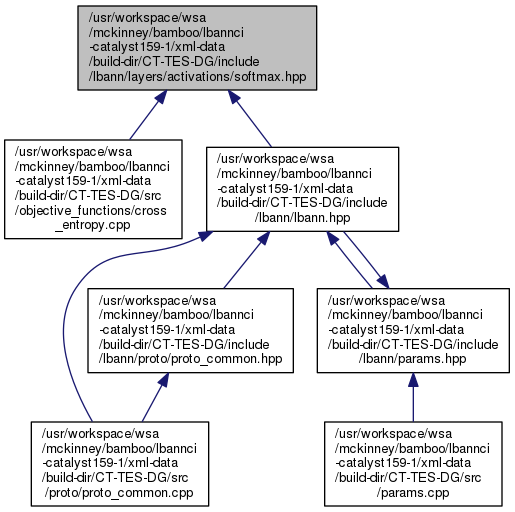 /usr/workspace/wsa
/mckinney/bamboo/lbannci
-catalyst159-1/xml-data
/build-dir/CT-TES-DG/include
/lbann/layers/activations/softmax.hpp
/usr/workspace/wsa
/mckinney/bamboo/lbannci
-catalyst159-1/xml-data
/build-dir/CT-TES-DG/src
/objective_functions/cross
_entropy.cpp
/usr/workspace/wsa
/mckinney/bamboo/lbannci
-catalyst159-1/xml-data
/build-dir/CT-TES-DG/include
/lbann/lbann.hpp
/usr/workspace/wsa
/mckinney/bamboo/lbannci
-catalyst159-1/xml-data
/build-dir/CT-TES-DG/include
/lbann/proto/proto_common.hpp
/usr/workspace/wsa
/mckinney/bamboo/lbannci
-catalyst159-1/xml-data
/build-dir/CT-TES-DG/include
/lbann/params.hpp
/usr/workspace/wsa
/mckinney/bamboo/lbannci
-catalyst159-1/xml-data
/build-dir/CT-TES-DG/src
/proto/proto_common.cpp
/usr/workspace/wsa
/mckinney/bamboo/lbannci
-catalyst159-1/xml-data
/build-dir/CT-TES-DG/src
/params.cpp